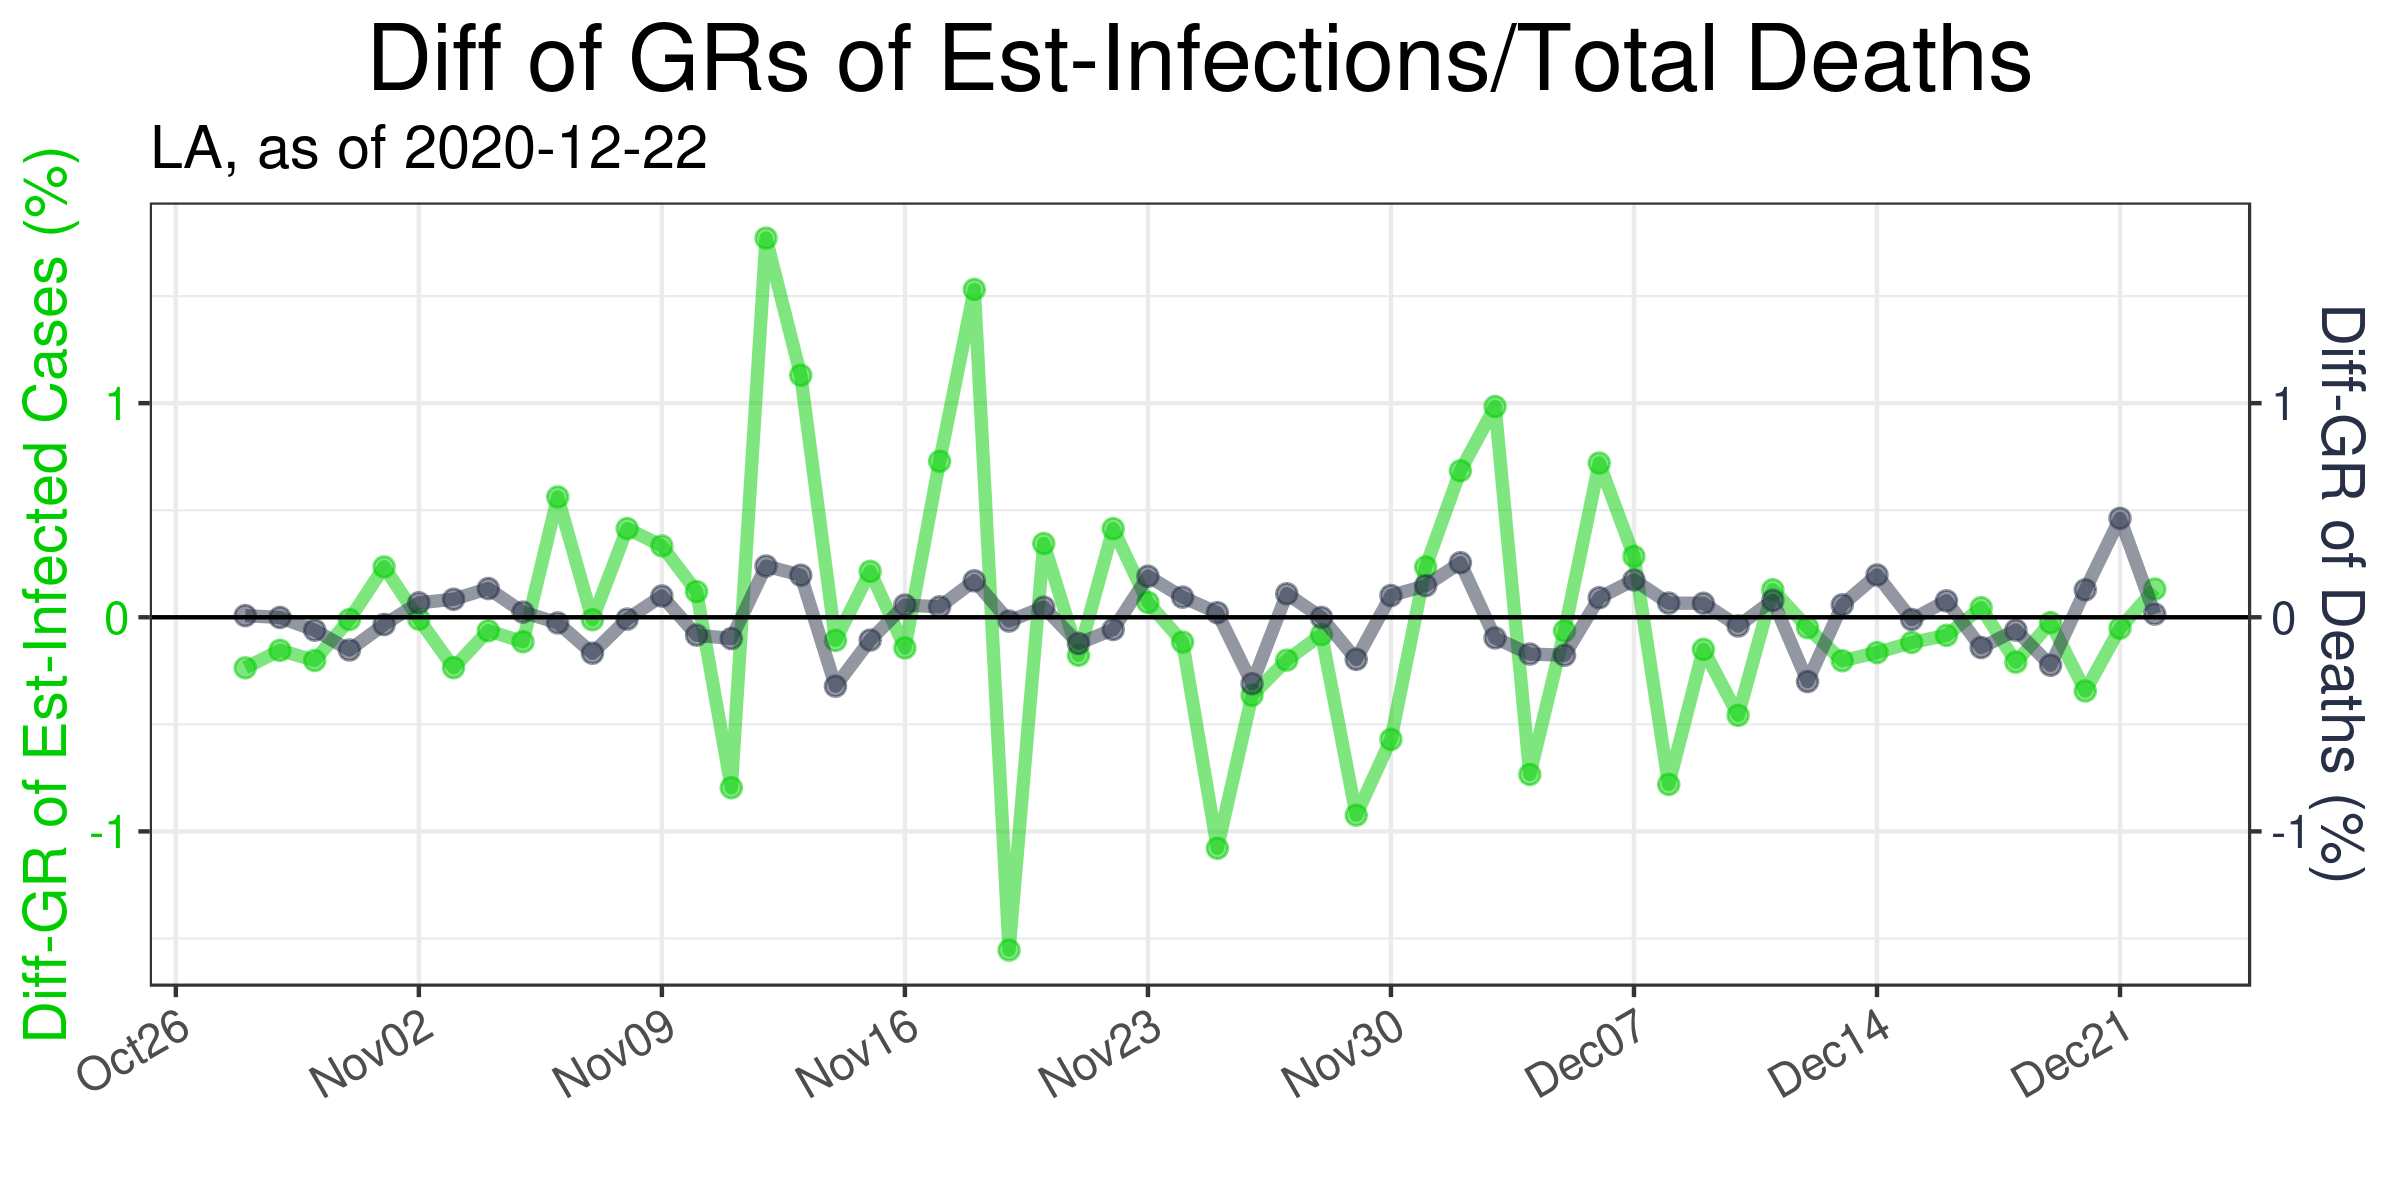 Diff of GRs of Est-Infections/Total Deaths
LA, as of 2020-12-22
Diff-GR of Est-Infected Cases (%)
1
0
-1
1
0
-1
Diff-GR of Deaths (%)
Oct26
Nov02
Nov09
Nov16
Nov23
Nov30
Dec07
Dec14
Dec21